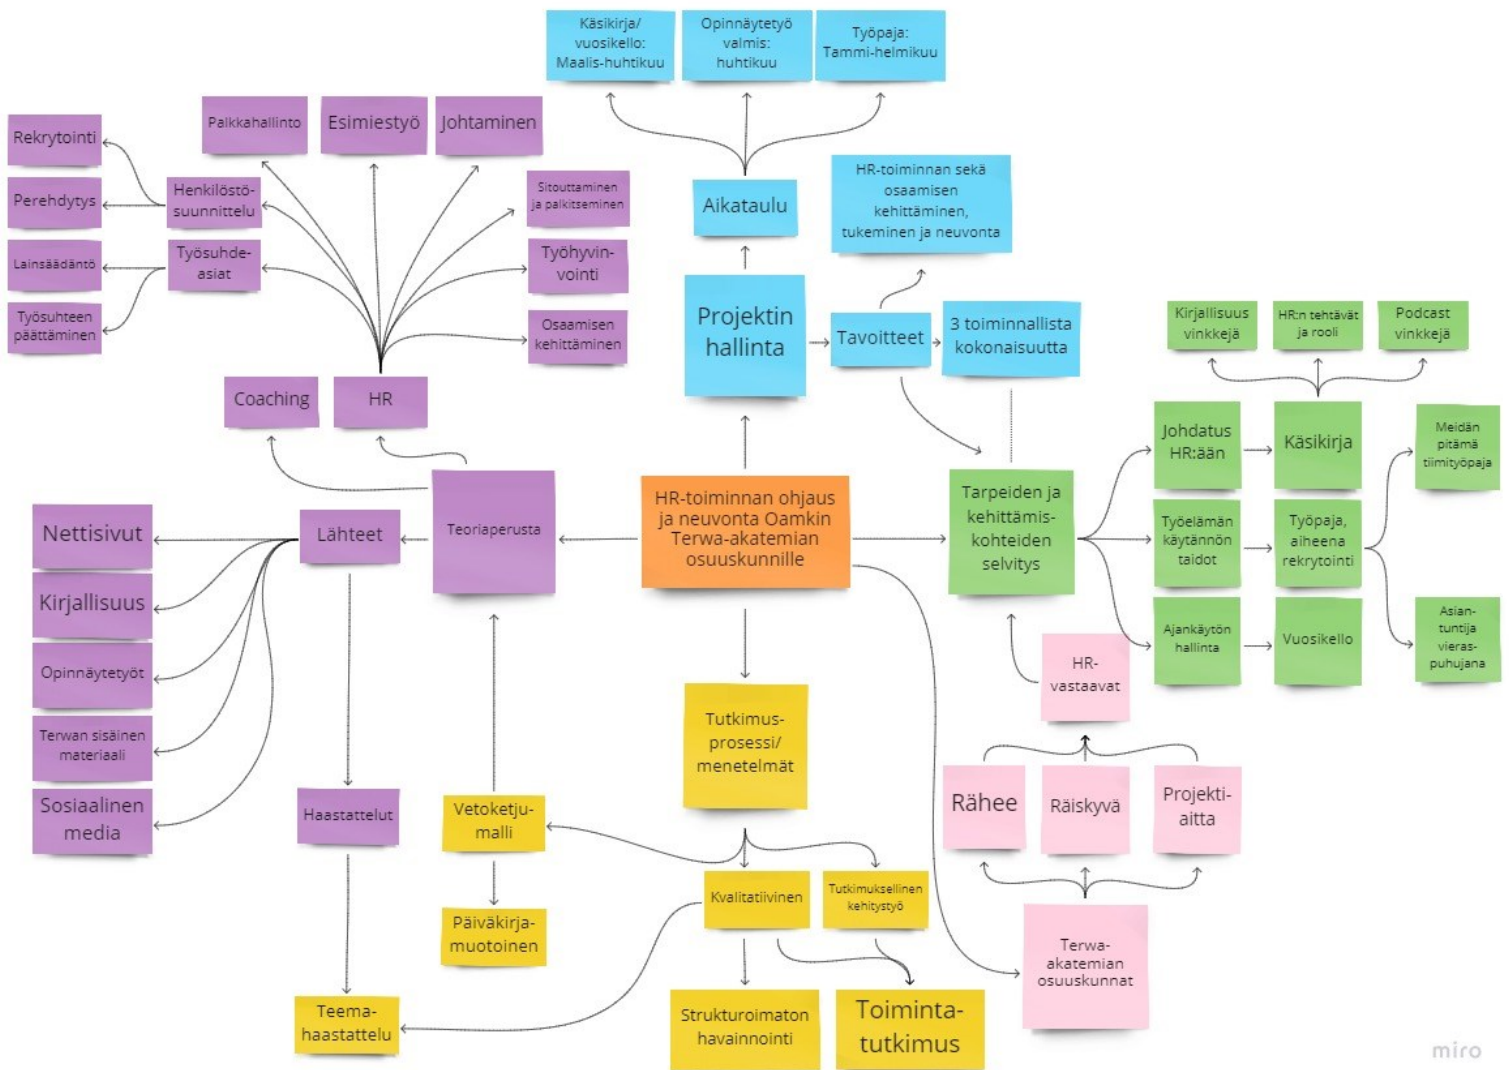 Käsikirja/
vuosikello:
Maalis-huhtikuu
Opinnäytetyö
valmis:
huhtikuu
Työpaja:
Tammi-helmikuu
Rekrytointi
Palkkahallinto
Esimiestyö
Johtaminen
Perehdytys
Henkilöstö-
suunnittelu
Sitouttaminen
ja palkitseminen
Lainsäädäntö
Työsuhde-
asiat
Työhyvin-
vointi
Työsuhteen
päättäminen
Osaamisen
kehittäminen
Coaching
HR
Aikataulu
HR-toiminnan sekä
osaamisen
kehittäminen,
tukeminen ja neuvonta
Projektin
hallinta
Tavoitteet
3 toiminnallista
kokonaisuutta
Kirjallisuus
vinkkejä
HR:n tehtävät
ja rooli
Podcast
vinkkejä
Johdatus
HR:ään
Käsikirja
Meidän
pitämä
tiimityöpaja
Nettisivut
Lähteet
Teoriaperusta
HR-toiminnan ohjaus
ja neuvonta Oamkin
Terwa-akatemian
osuuskunnille
Tarpeiden ja
kehittämis-
kohteiden
selvitys
Työelämän
käytännön
taidot
Työpaja,
aiheena
rekrytointi
Kirjallisuus
Ajankäytön
hallinta
Vuosikello
Asian-
tuntija
vieras-
puhujana
Opinnäytetyöt
HR-
vastaavat
Terwan sisäinen
materiaali
Tutkimus-
prosessi/
menetelmät
Sosiaalinen
media
Haastattelut
Vetoketju-
malli
Rähee
Räiskyvä
Projekti-
aitta
Kvalitatiivinen
Tutkimuksellinen
kehitystyö
Päiväkirja-
muotoinen
Terwa-
akatemian
osuuskunnat
Teema-
haastattelu
Strukturoimaton
havainnointi
Toiminta-
tutkimus
miro